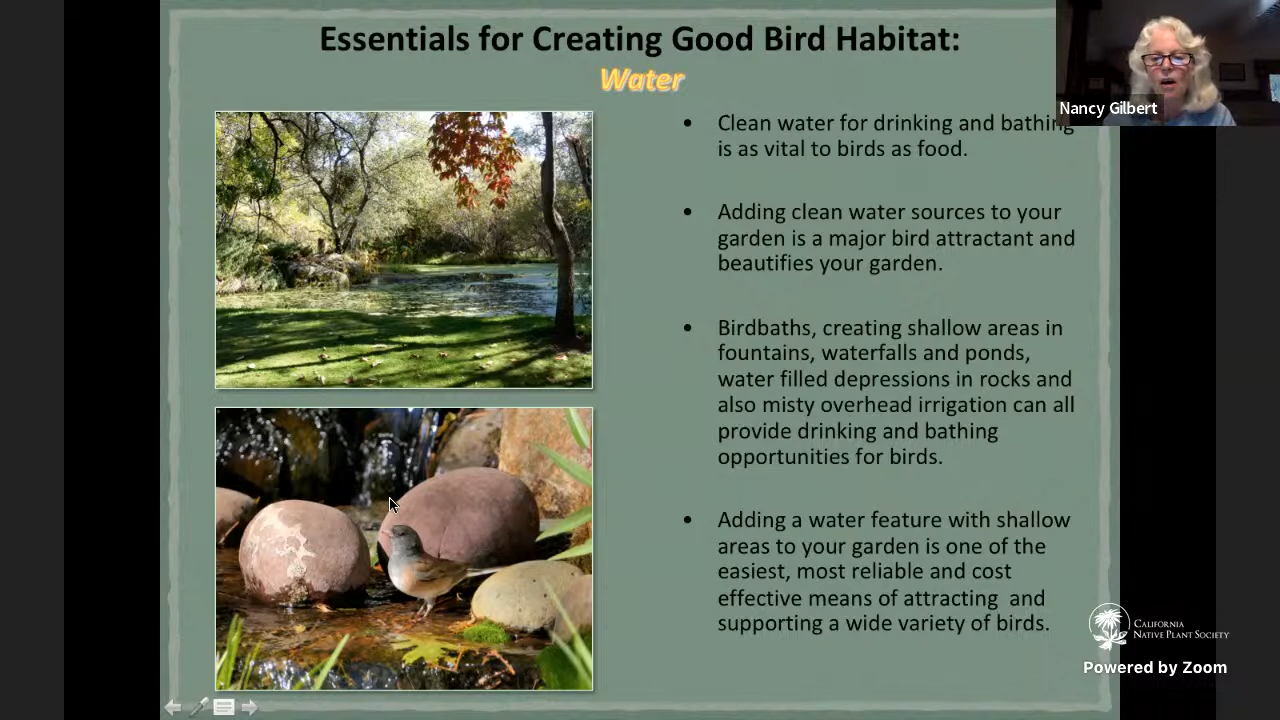 Essentials for Creating Good Bird Habitat:
Water
Nancy Gilbert
• Clean water for drinking and bathing
is as vital to birds as food.
• Adding clean water sources to your
garden is a major bird attractant and
beautifies your garden.
• Birdbaths, creating shallow areas in
fountains, waterfalls and ponds,
water filled depressions in rocks and
also misty overhead irrigation can all
provide drinking and bathing
opportunities for birds.
• Adding a water feature with shallow
areas to your garden is one of the
easiest, most reliable and cost
effective means of attracting  and
supporting a wide variety of birds.
CALIFORNIA
NATIVE PLANT SOCIETY
Powered by Zoom